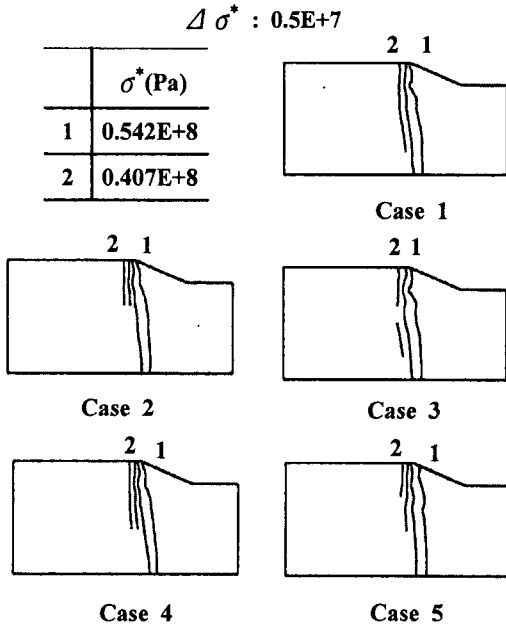 Δ σ* : 0.5E+7
σ*(Pa)
1 0.542E+8
2 0.407E+8
2 1
Case 1
2 1
Case 2
2 1
Case 3
2 1
Case 4
2 1
Case 5